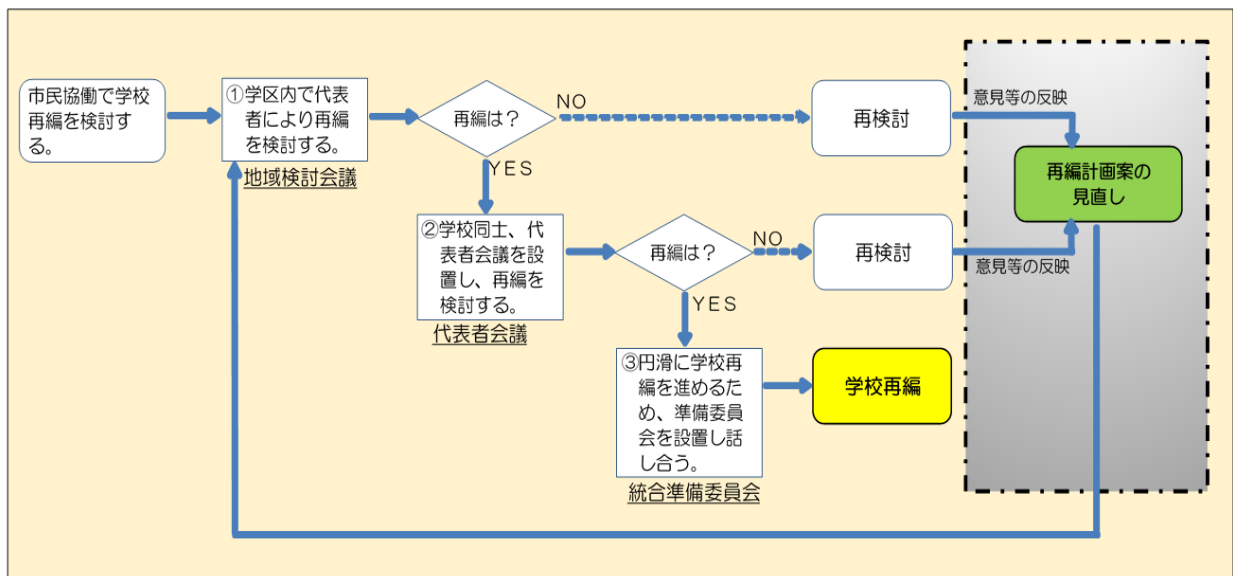 市民協働で学校
再編を検討す
る。
①学区内で代表
者により再編
を検討する。
地域検討会議
再編は？
NO
再検討
意見等の反映
再編計画案の
見直し
YES
②学校同士、代
表者会議を設
置し、再編を
検討する。
代表者会議
再編は？
NO
再検討
意見等の反映
YES
③円滑に学校再
編を進めるた
め、準備委員
会を設置し話
し合う。
統合準備委員会
学校再編